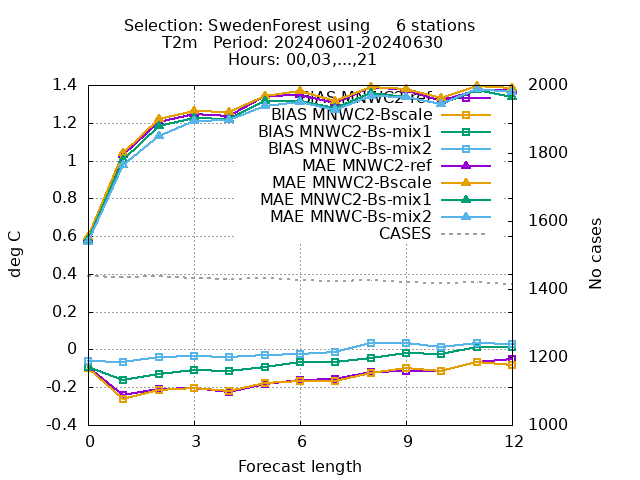 Selection: SwedenForest using     6 stations
T2m   Period: 20240601-20240630
Hours: 00,03,...,21
1.4
1.2
1
0.8
0.6
0.4
0.2
0
-0.2
-0.4
2000
1800
1600
1400
1200
1000
0
3
6
9
12
deg C
No cases
Forecast length
BIAS MNWC2-ref
BIAS MNWC2-Bscale
BIAS MNWC2-Bs-mix1
BIAS MNWC-Bs-mix2
MAE MNWC2-ref
MAE MNWC2-Bscale
MAE MNWC2-Bs-mix1
MAE MNWC-Bs-mix2
CASES